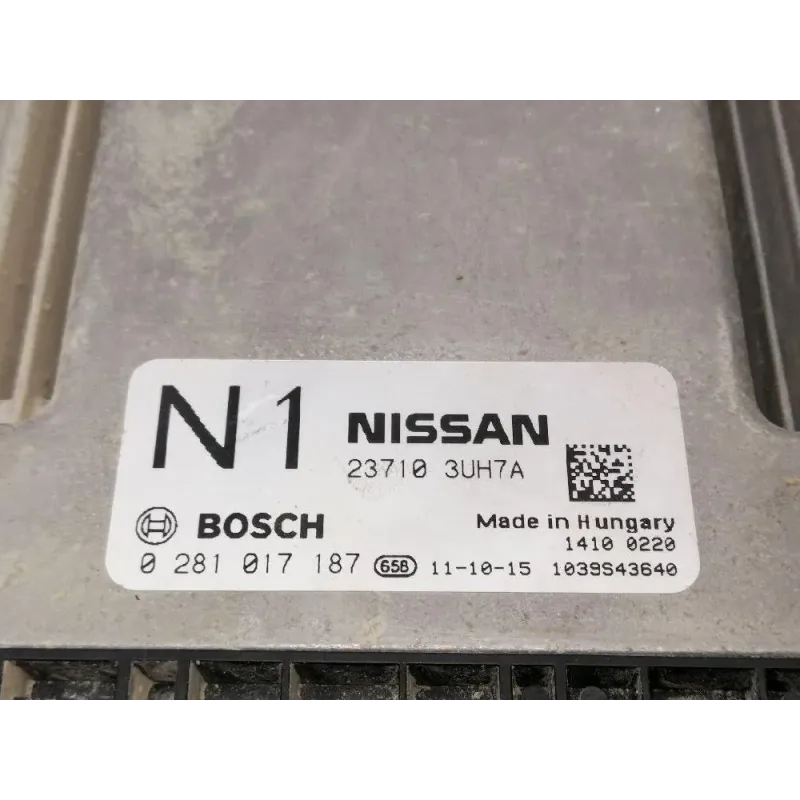 N1 NISSAN
23710 3UH7A
BOSCH Made in Hungary
1410 0220
0 281 017 187 658 11-10-15 1039S43640